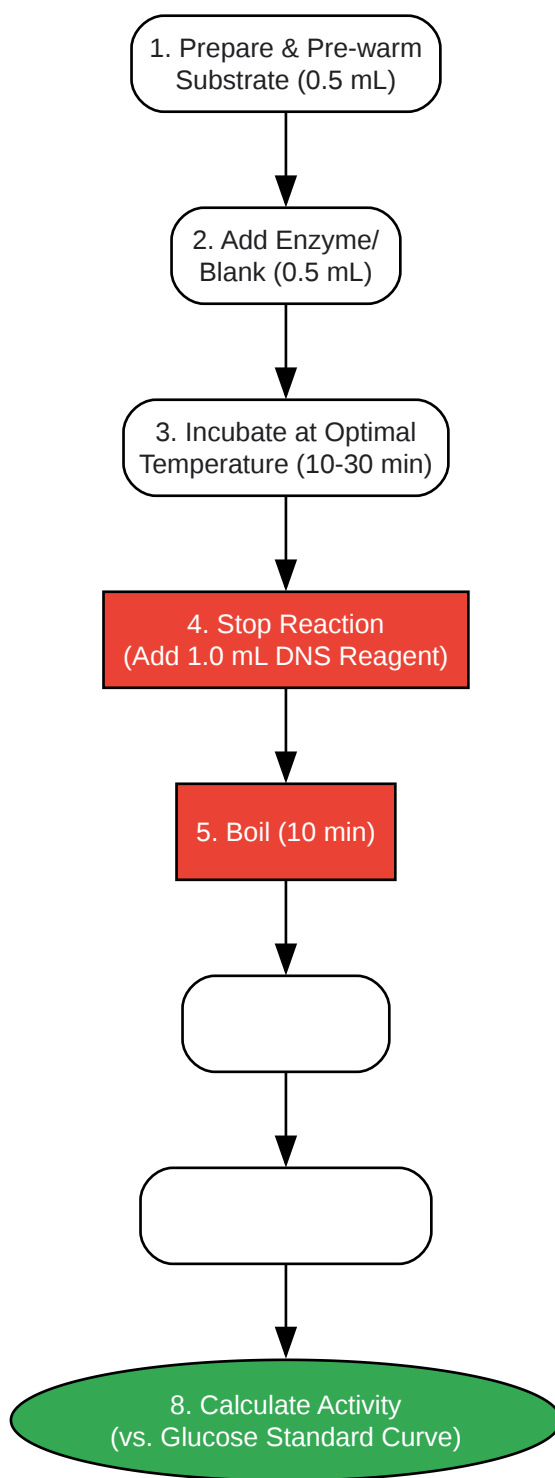 1. Prepare & Pre-warm
Substrate (0.5 mL)
2. Add Enzyme/
Blank (0.5 mL)
3. Incubate at Optimal
Temperature (10-30 min)
4. Stop Reaction
(Add 1.0 mL DNS Reagent)
5. Boil (10 min)
8. Calculate Activity
(vs. Glucose Standard Curve)